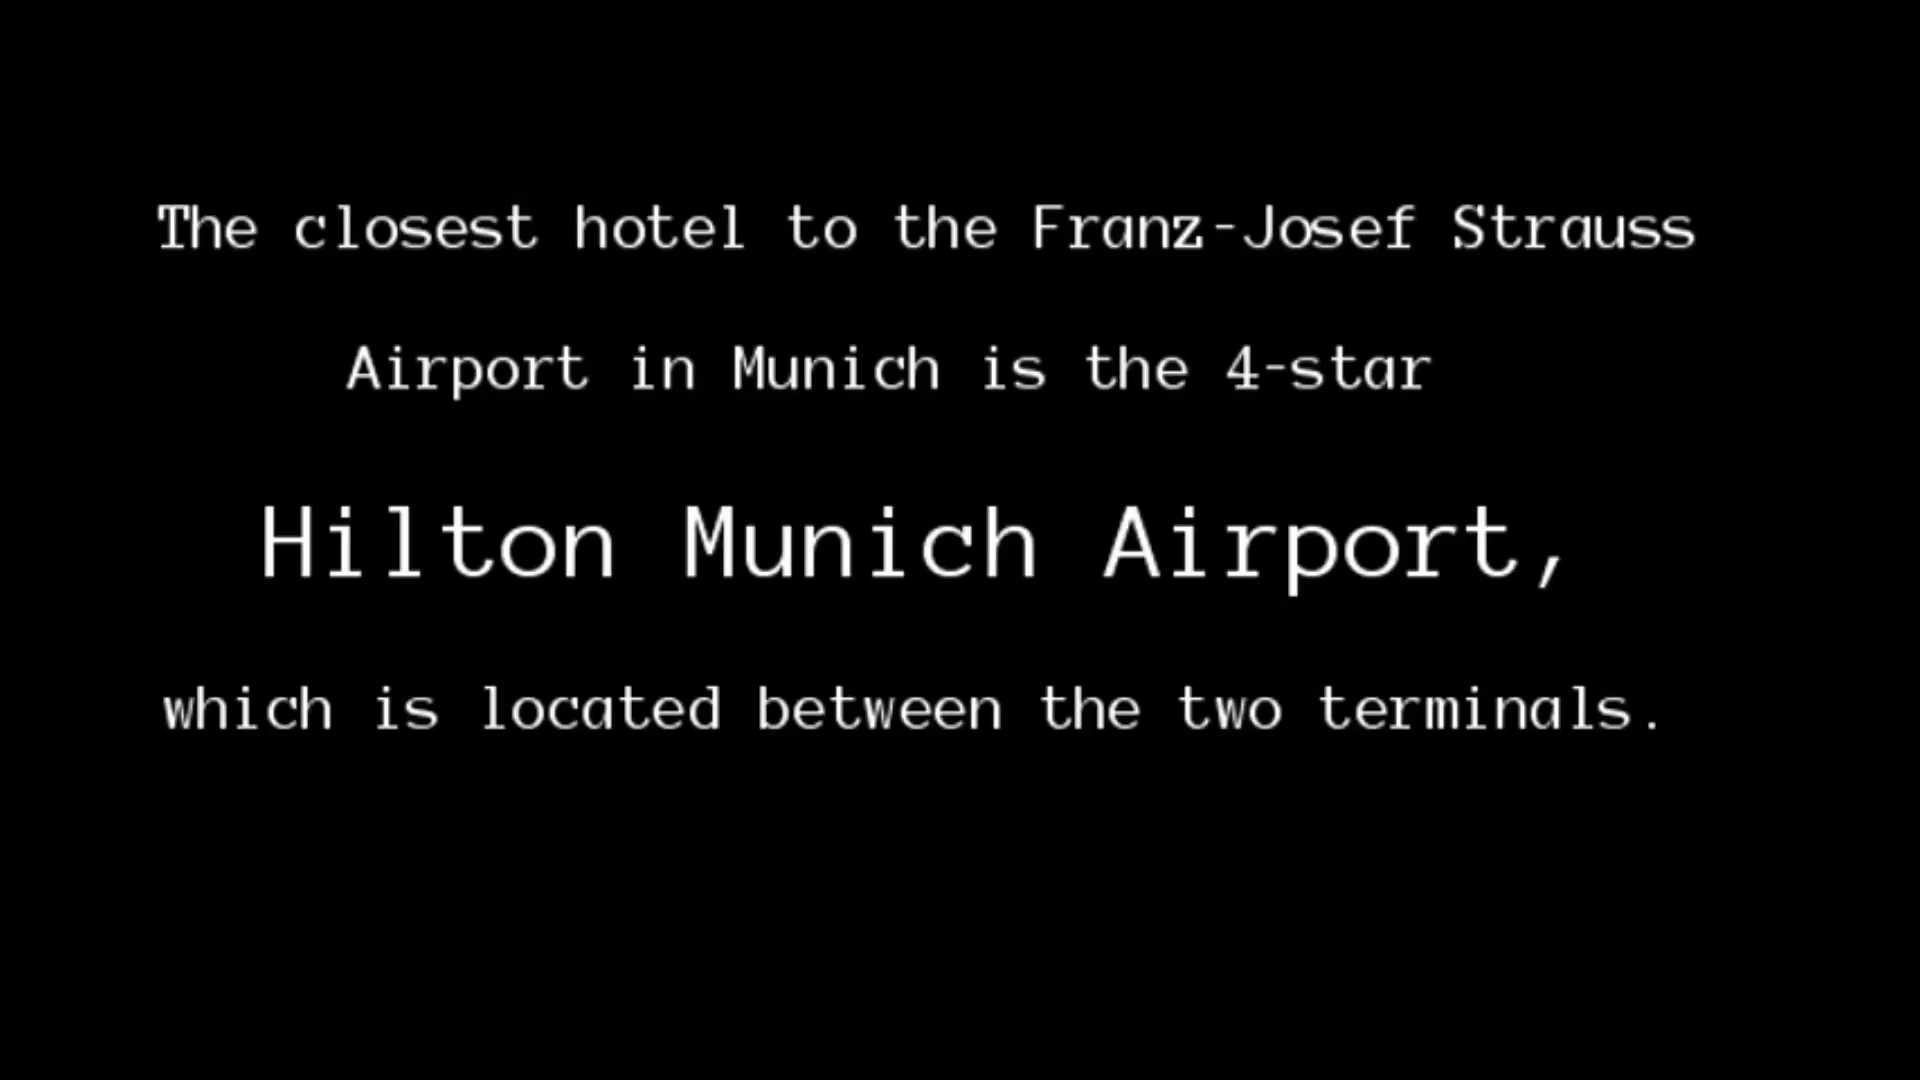 The closest hotel to the Franz-Josef Strauss
Airport in Munich is the 4-star
Hilton Munich Airport,
which is located between the two terminals.